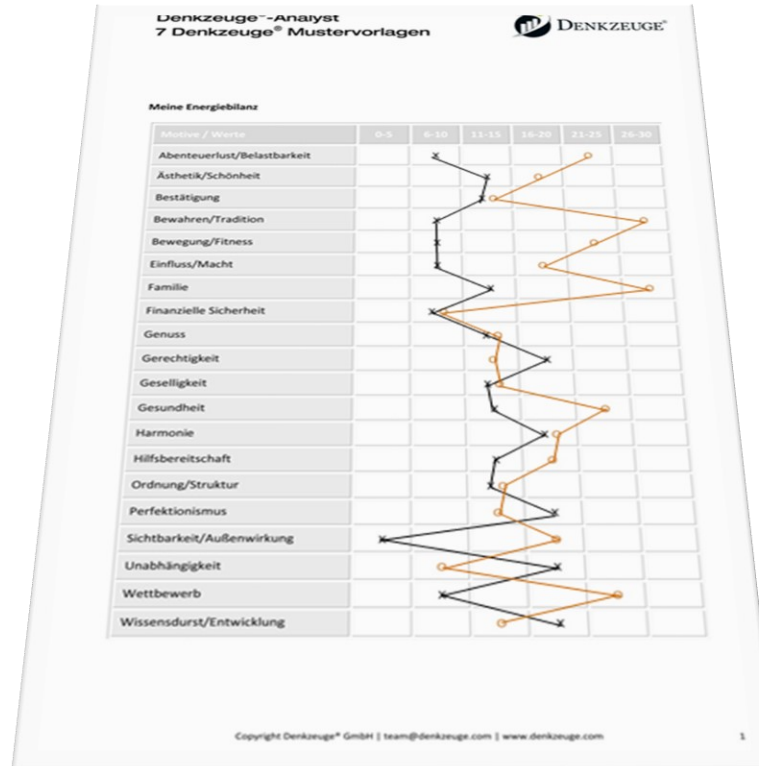 Denkzeuge®-Analyst
7 Denkzeuge® Mustervorlagen
DENKZEUGE®
Meine Energiebilanz
Motive / Werte 0-5 6-10 11-15 16-20 21-25 26-30
Abenteuerlust/Belastbarkeit
Ästhetik/Schönheit
Bestätigung
Bewahren/Tradition
Bewegung/Fitness
Einfluss/Macht
Familie
Finanzielle Sicherheit
Genuss
Gerechtigkeit
Geselligkeit
Gesundheit
Harmonie
Hilfsbereitschaft
Ordnung/Struktur
Perfektionismus
Sichtbarkeit/Außenwirkung
Unabhängigkeit
Wettbewerb
Wissensdurst/Entwicklung
Copyright Denkzeuge® GmbH | team@denkzeuge.com | www.denkzeuge.com 1